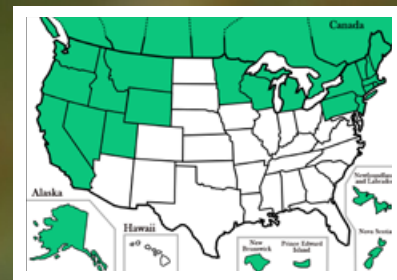 Canada
Alaska
Hawaii
Newfoundland
and Labrador
New
Brunswick
Prince Edward
Island
Nova Scotia